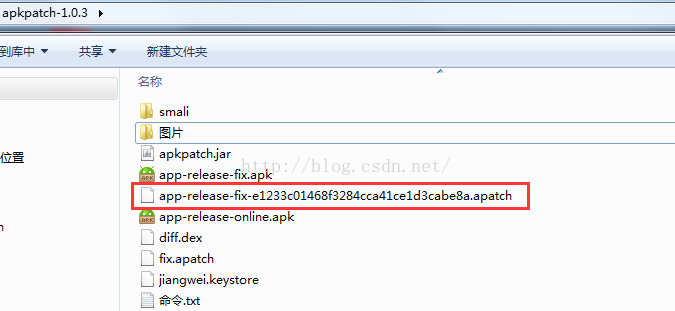 apkpatch-1.0.3
到库中 共享 新建文件夹
名称
smali
图片
位置
apkpatch.jar
http://blog.csdn.net/
app-release-fix.apk
app-release-fix-e1233c01468f3284cca41ce1d3cabe8a.apatch
app-release-online.apk
n
diff.dex
fix.apatch
jiangwei.keystore
命令.txt